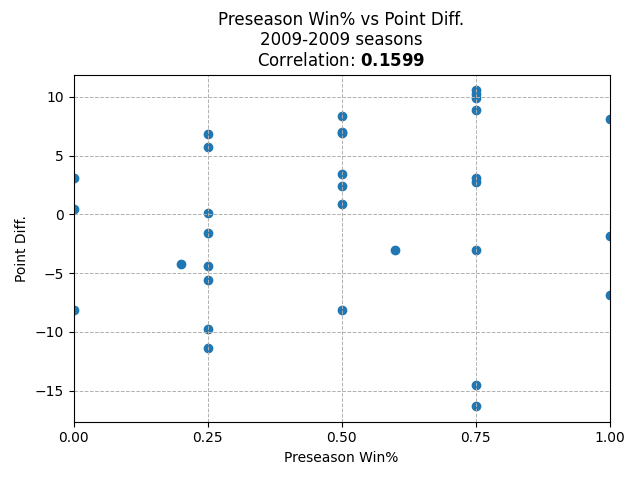 Preseason Win% vs Point Diff.
2009-2009 seasons
Correlation: 0.1599
10
5
0
−5
−10
−15
Point Diff.
0.00 0.25 0.50 0.75 1.00
Preseason Win%